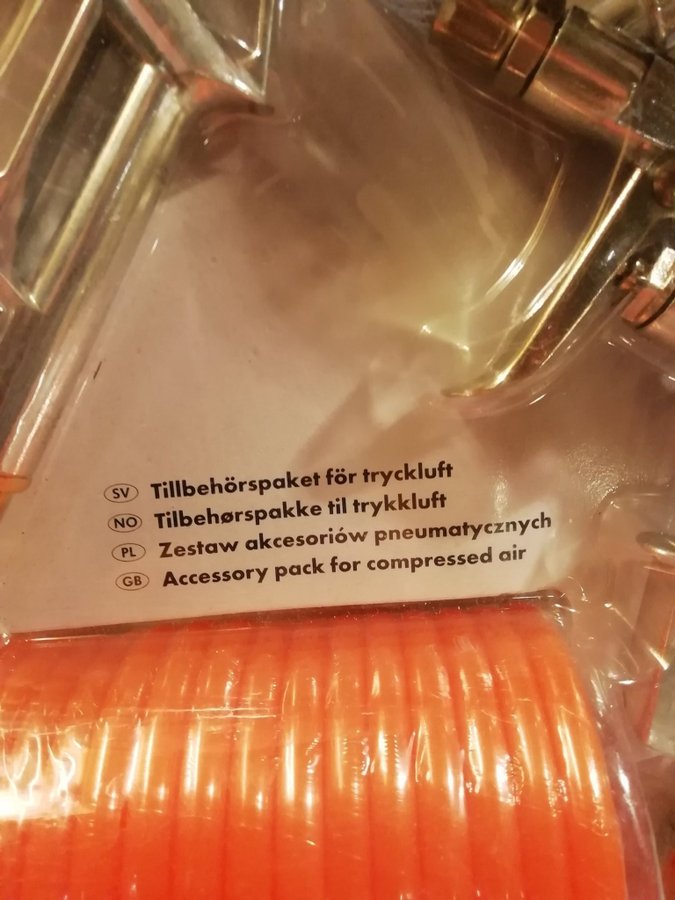 SV Tillbehörspaket för tryckluft
NO Tilbehørspakke til trykkluft
PL Zestaw akcesoriów pneumatycznych
GB Accessory pack for compressed air